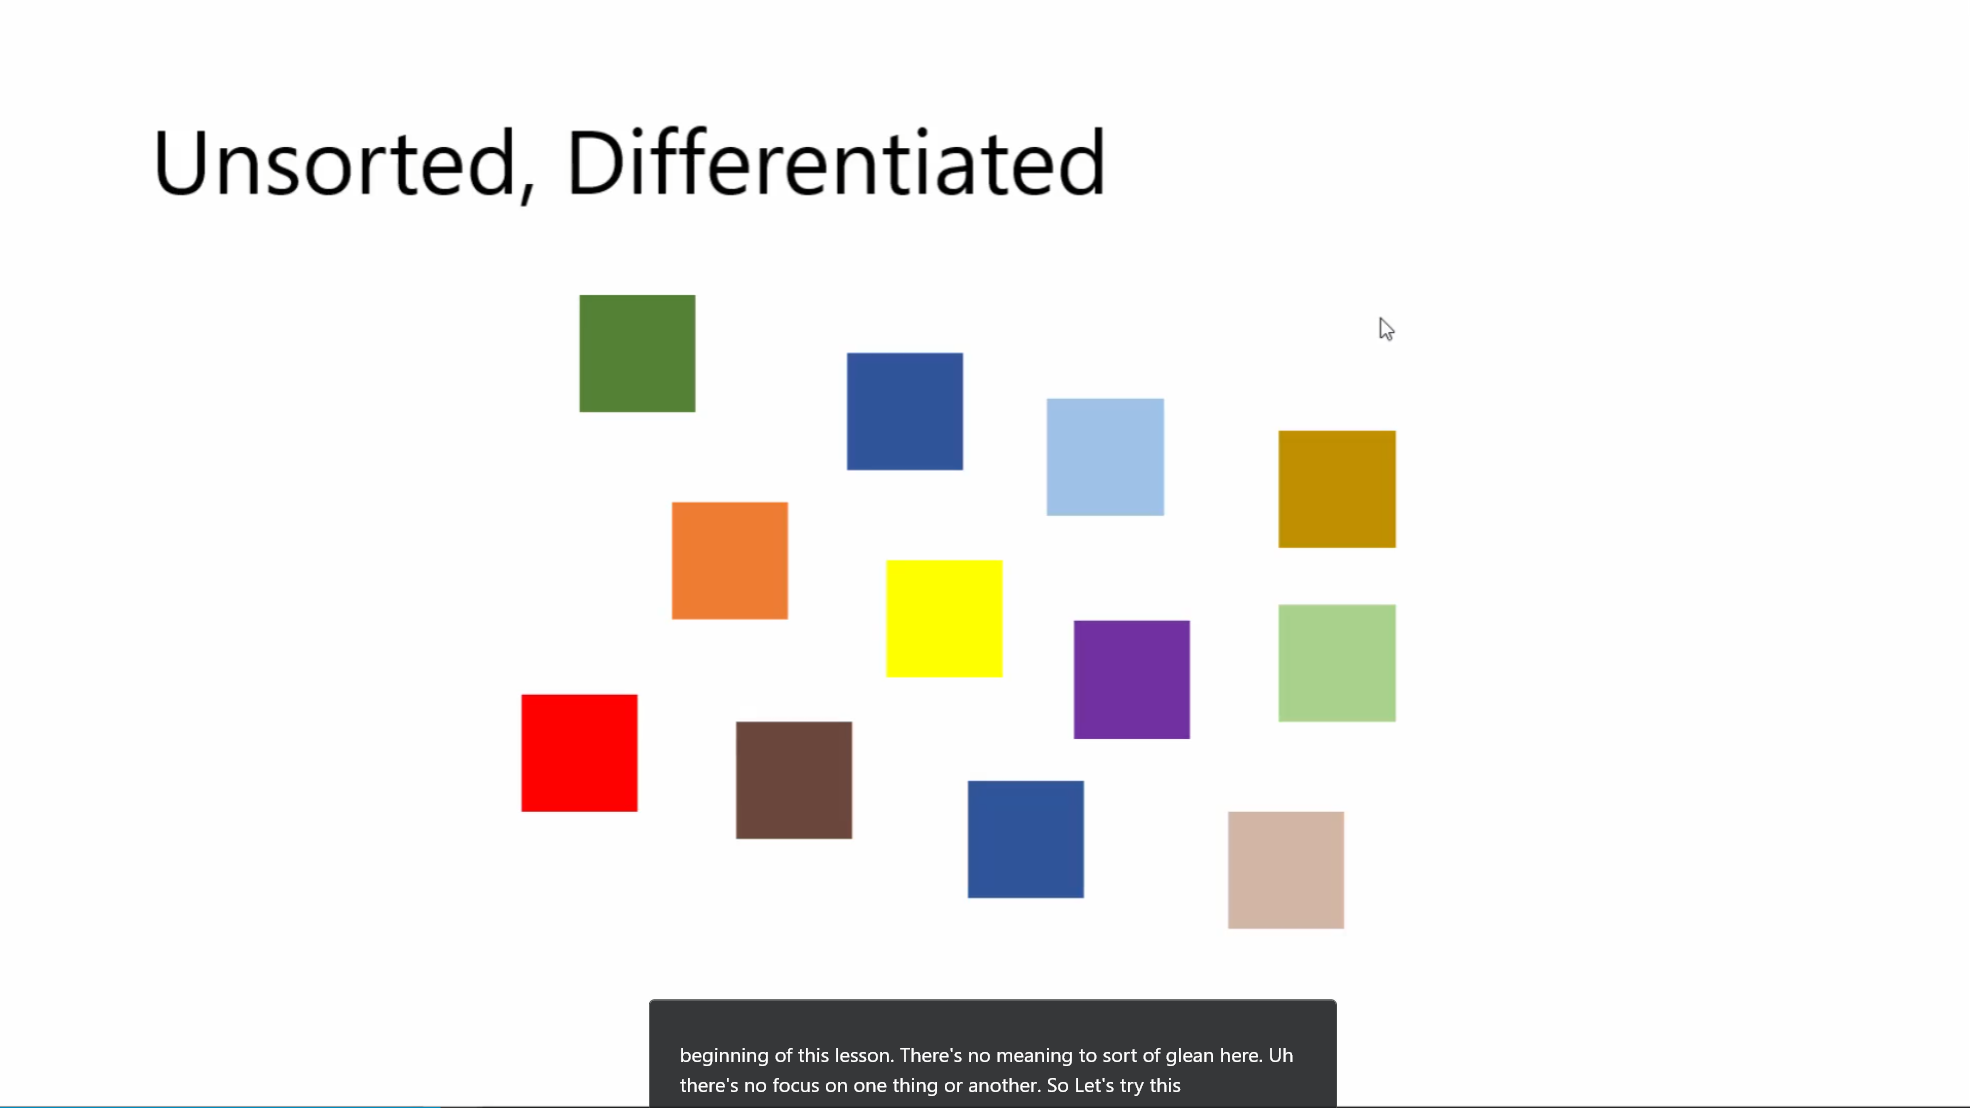 Unsorted, Differentiated
beginning of this lesson. There's no meaning to sort of glean here. Uh
there's no focus on one thing or another. So Let's try this